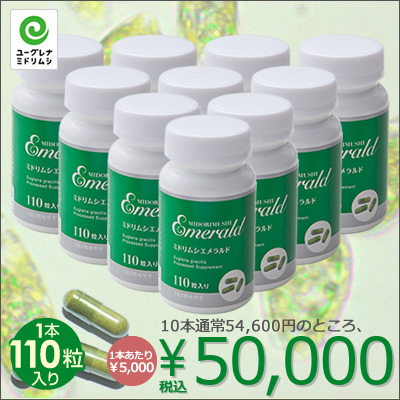 ユーグレナ
ミドリムシ
MIDORIMUSHI
Emerald
ミドリムシエメラルド
Euglena gracilis
Processed Supplement
110粒入り
1本
110粒
入り
1本あたり
¥5,000
10本通常54,600円のところ、
¥50,000
税込